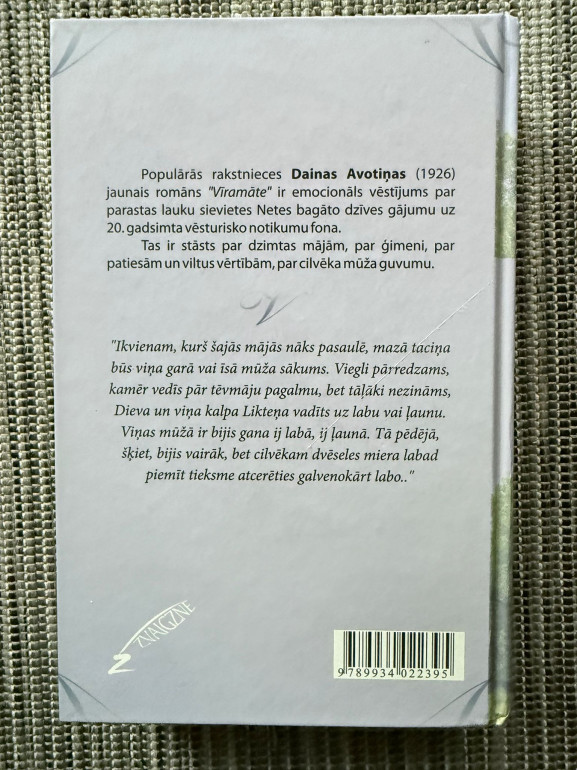 Populārās rakstnieces Dainas Avotiņas (1926)
jaunais romāns "Vīramāte" ir emocionāls vēstījums par
parastas lauku sievietes Netes bagāto dzīves gājumu uz
20. gadsimta vēsturisko notikumu fona.
Tas ir stāsts par dzimtas mājām, par ģimeni, par
patiesām un viltus vērtībām, par cilvēka mūža guvumu.
V
"Ikvienam, kurš šajās mājās nāks pasaulē, mazā taciņa
būs viņa garā vai īsā mūža sākums. Viegli pārredzams,
kamēr vedīs pār tēvmāju pagalmu, bet tāļāki nezināms,
Dieva un viņa kalpa Likteņa vadīts uz labu vai ļaunu.
Viņas mūžā ir bijis gana ij labā, ij ļaunā. Tā pēdējā,
šķiet, bijis vairāk, bet cilvēkam dvēseles miera labad
piemīt tieksme atcerēties galvenokārt labo.."
Z ZVAIGZNE
9 789934 022395